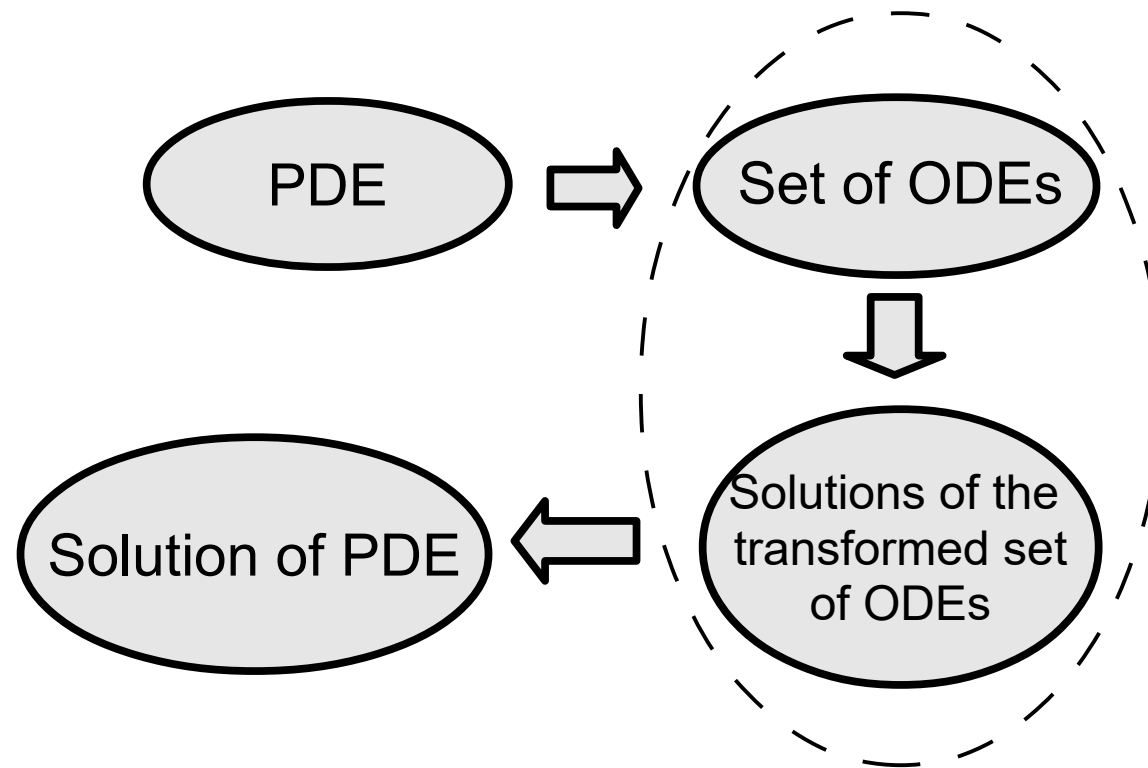 PDE
Set of ODEs
Solution of PDE
Solutions of the
transformed set
of ODEs